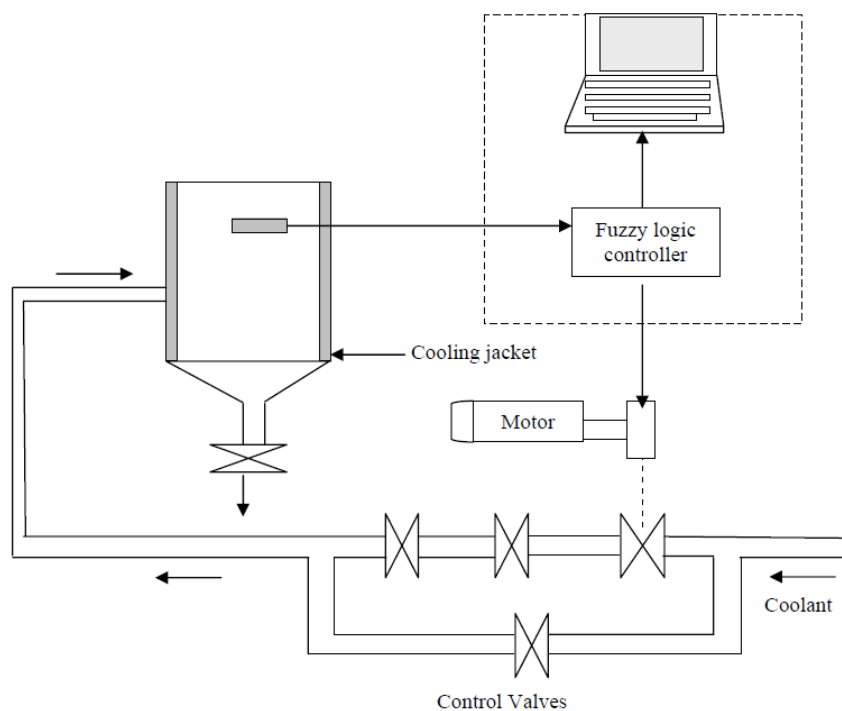 Fuzzy logic
controller
Cooling jacket
Motor
Coolant
Control Valves